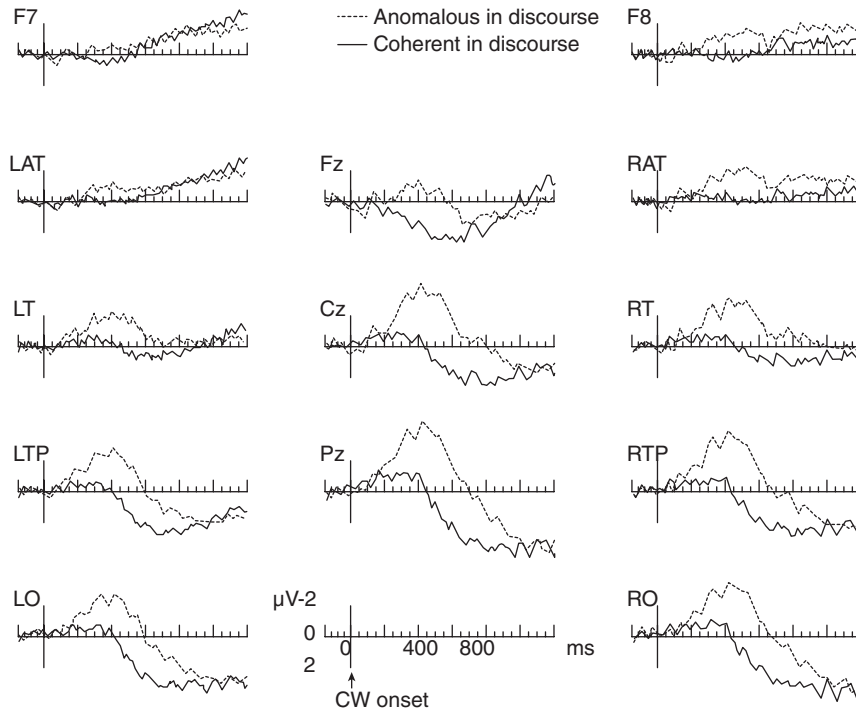 F7
Anomalous in discourse
Coherent in discourse
F8
LAT
Fz
RAT
LT
Cz
RT
LTP
Pz
RTP
LO
µV-2
0
2
0 400 800 ms
CW onset
RO